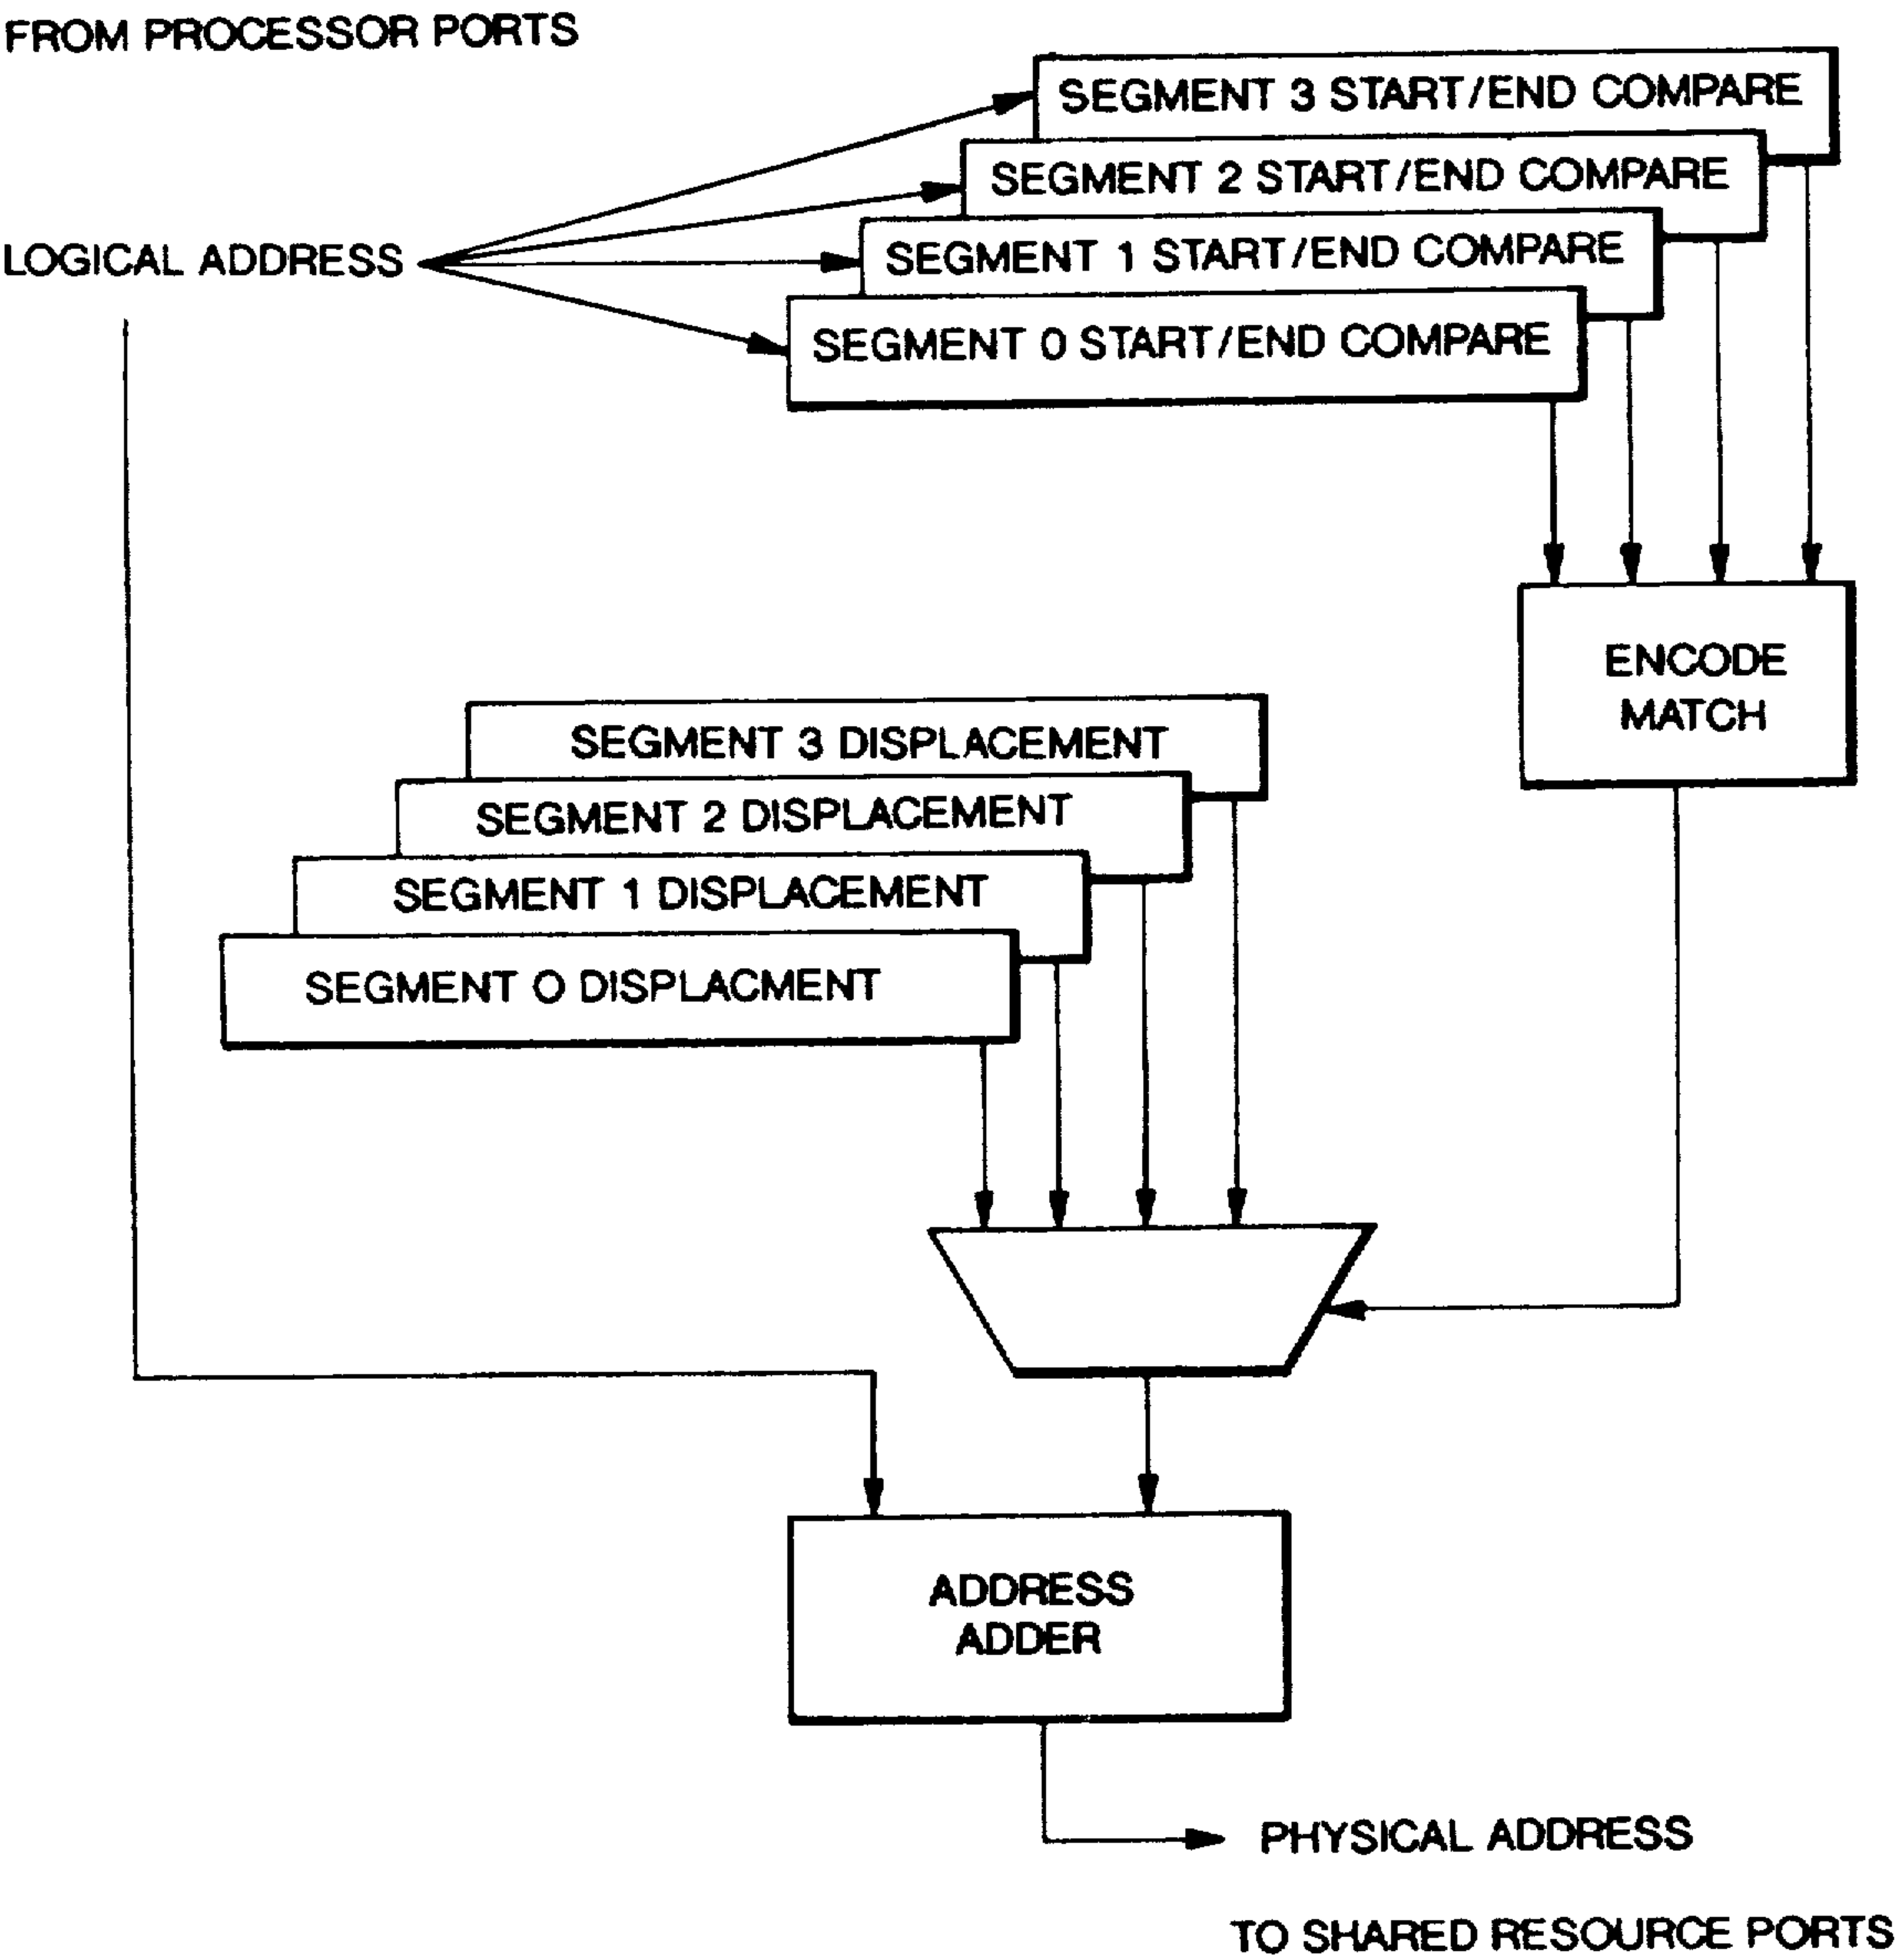 FROM PROCESSOR PORTS
SEGMENT 3 START/END COMPARE
SEGMENT 2 START/END COMPARE
LOGICAL ADDRESS
SEGMENT 1 START/END COMPARE
SEGMENT 0 START/END COMPARE
ENCODE
MATCH
SEGMENT 3 DISPLACEMENT
SEGMENT 2 DISPLACEMENT
SEGMENT 1 DISPLACEMENT
SEGMENT 0 DISPLACMENT
ADDRESS
ADDER
PHYSICAL ADDRESS
TO SHARED RESOURCE PORTS